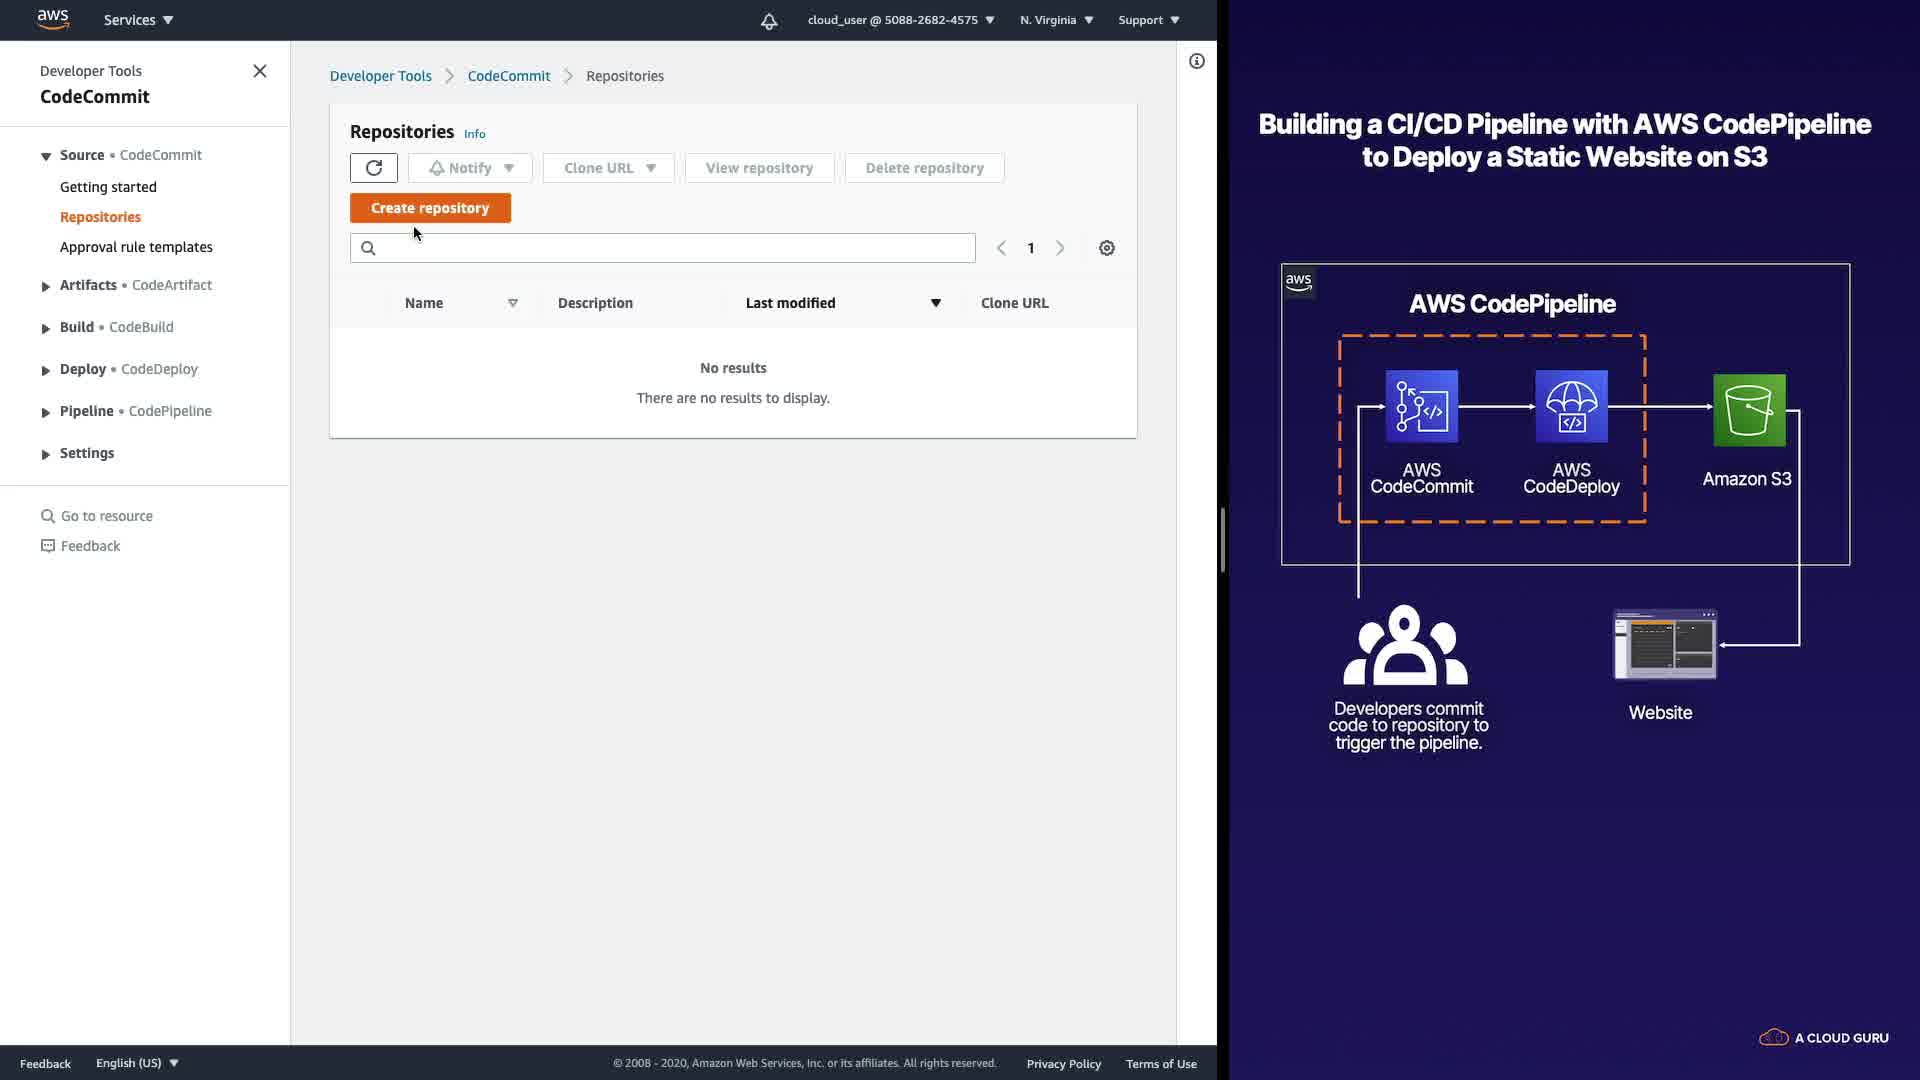 aws
Services
cloud_user @ 5088-2682-4575
N. Virginia
Support
Developer Tools
CodeCommit
Source • CodeCommit
Getting started
Repositories
Approval rule templates
Artifacts • CodeArtifact
Build • CodeBuild
Deploy • CodeDeploy
Pipeline • CodePipeline
Settings
Go to resource
Feedback
Developer Tools > CodeCommit > Repositories
Repositories Info
Notify
Clone URL
View repository
Delete repository
Create repository
1
Name
Description
Last modified
Clone URL
No results
There are no results to display.
Feedback
English (US)
© 2008 - 2020, Amazon Web Services, Inc. or its affiliates. All rights reserved.
Privacy Policy
Terms of Use
Building a CI/CD Pipeline with AWS CodePipeline
to Deploy a Static Website on S3
aws
AWS CodePipeline
AWS
CodeCommit
AWS
CodeDeploy
Amazon S3
Developers commit
code to repository to
trigger the pipeline.
Website
A CLOUD GURU